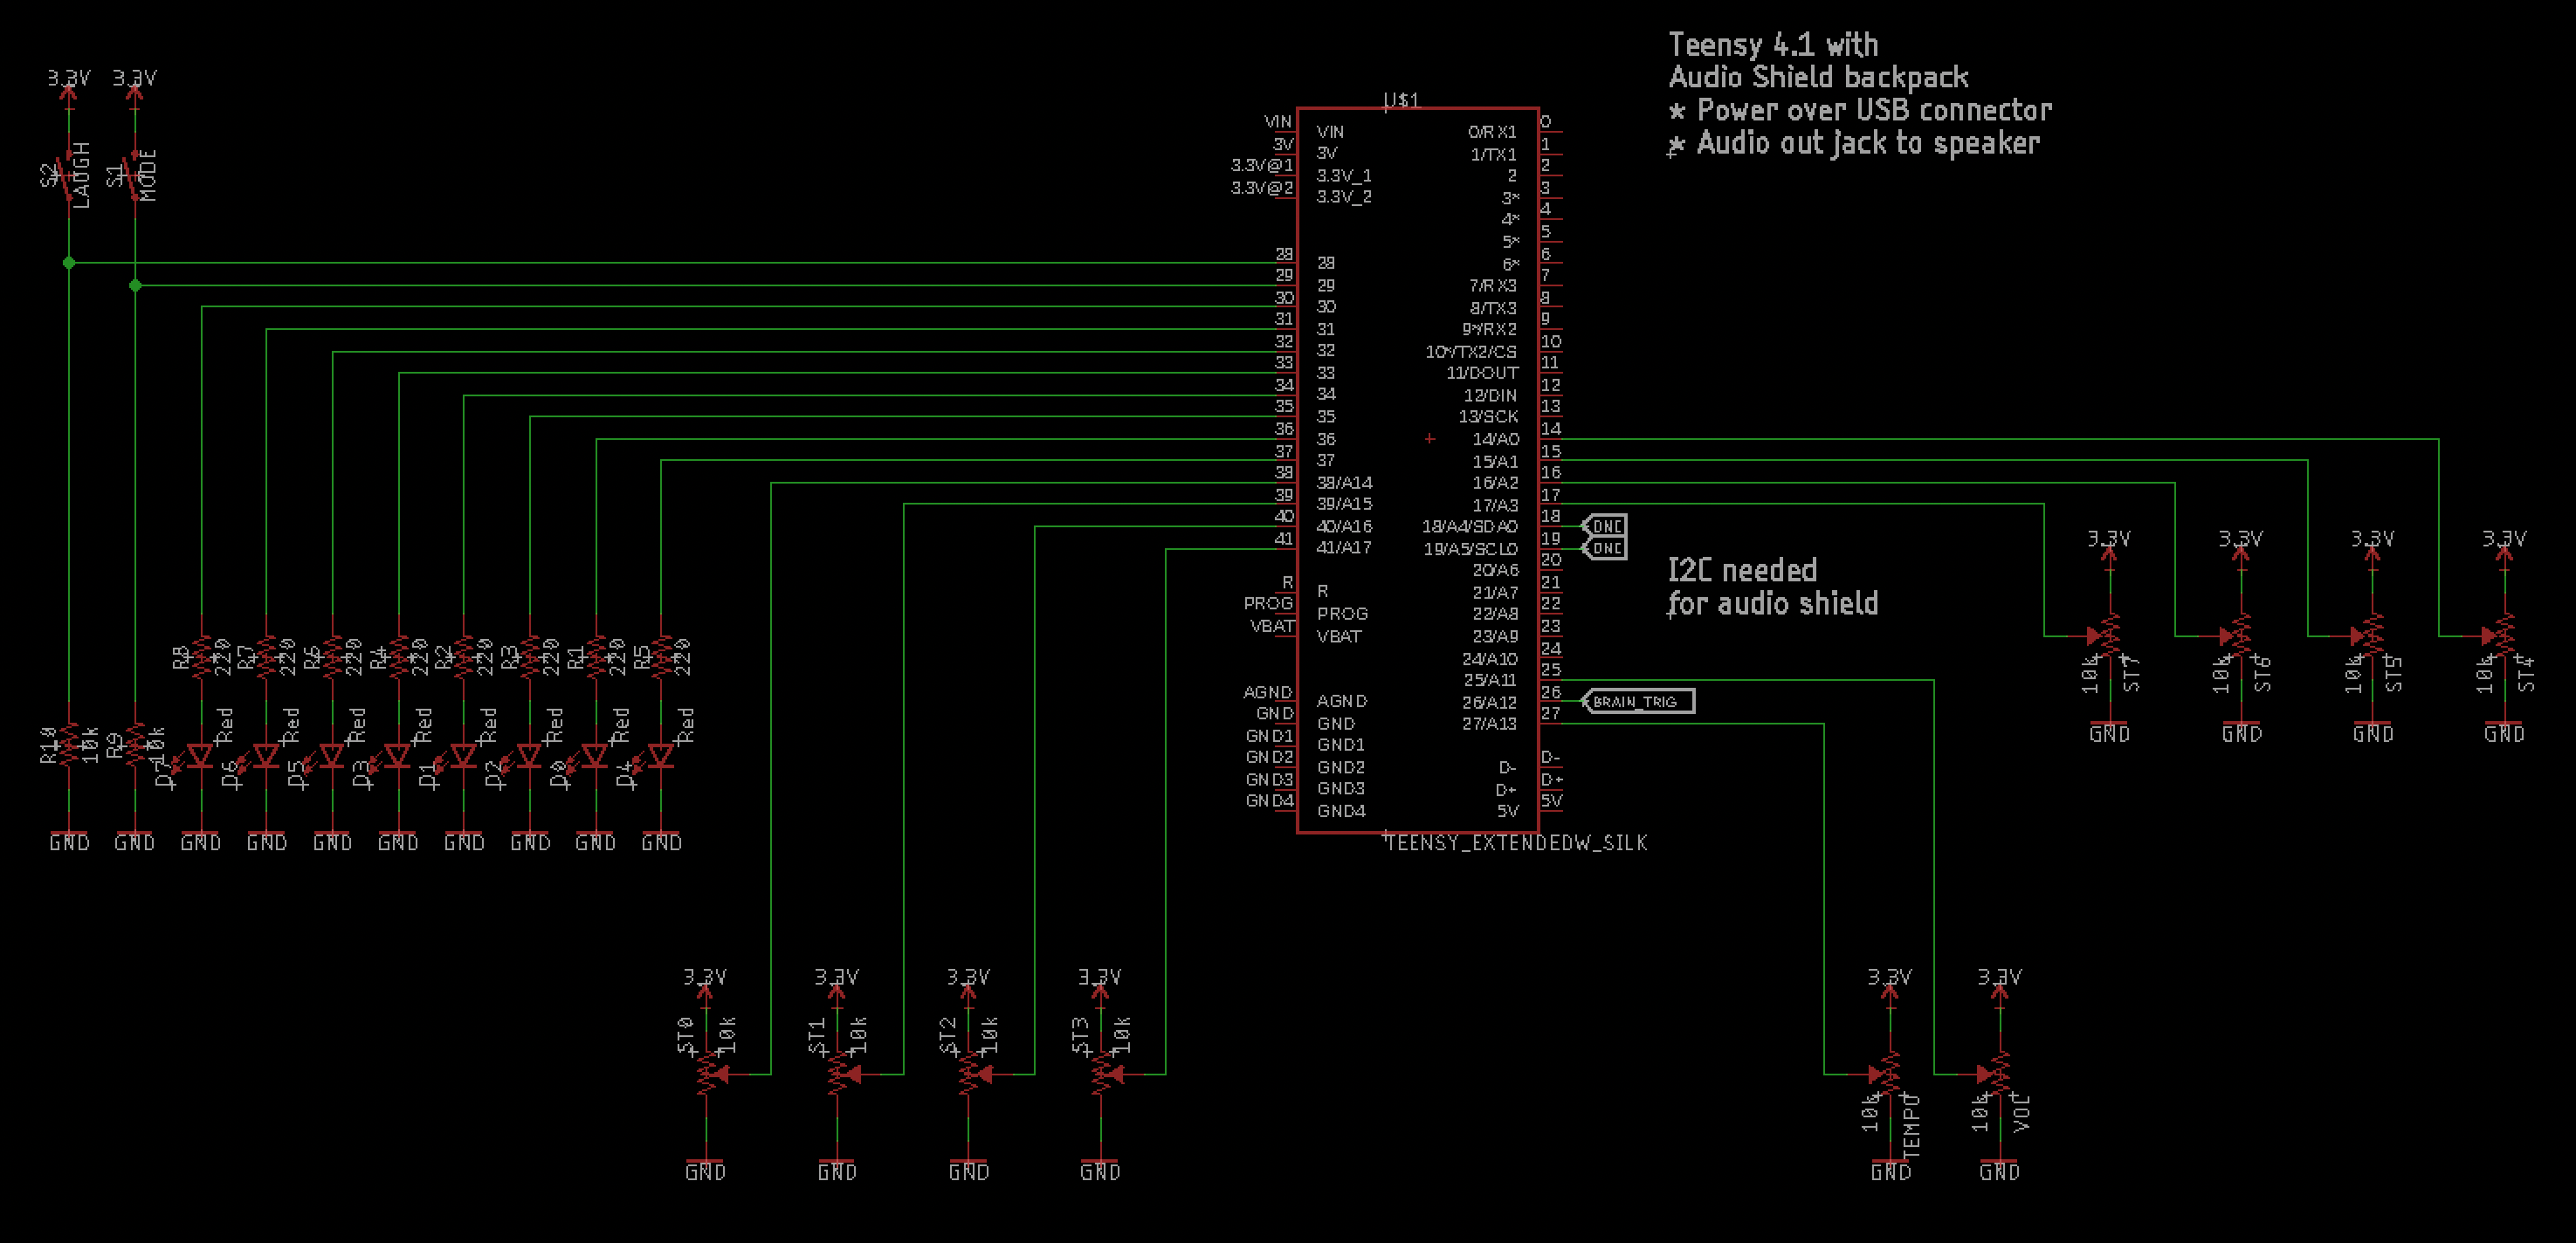 Teensy 4.1 with
Audio Shield backpack
* Power over USB connector
* Audio out jack to speaker
3.3V
3.3V
S2
LAUGH
S1
MODE
U$1
VIN
3V
3.3V@1
3.3V@2
28
29
30
31
32
33
34
35
36
37
38
39
40
41
R
PROG
VBAT
AGND
GND
GND1
GND2
GND3
GND4
VIN
3V
3.3V_1
3.3V_2
28
29
30
31
32
33
34
35
36
37
38/A14
39/A15
40/A16
41/A17
R
PROG
VBAT
AGND
GND
GND1
GND2
GND3
GND4
0/RX1
1/TX1
2
3*
4*
5*
6*
7/RX3
8/TX3
9*/RX2
10*/TX2/CS
11/DOUT
12/DIN
13/SCK
14/A0
15/A1
16/A2
17/A3
18/A4/SDA0
19/A5/SCL0
20/A6
21/A7
22/A8
23/A9
24/A10
25/A11
26/A12
27/A13
D-
D+
5V
0
1
2
3
4
5
6
7
8
9
10
11
12
13
14
15
16
17
18
19
20
21
22
23
24
25
26
27
D-
D+
5V
TEENSY_EXTENDEDW_SILK
DNC
DNC
I2C needed
for audio shield
BRAIN_TRIG
R8
220
R7
220
R6
220
R4
220
R2
220
R3
220
R1
220
R5
220
R10
10k
R9
10k
D7
Red
D6
Red
D5
Red
D3
Red
D1
Red
D2
Red
D0
Red
D4
Red
GND
GND
GND
GND
GND
GND
GND
GND
GND
GND
3.3V
3.3V
3.3V
3.3V
10k
ST7
10k
ST6
10k
ST5
10k
ST4
GND
GND
GND
GND
3.3V
3.3V
3.3V
3.3V
ST0
10k
ST1
10k
ST2
10k
ST3
10k
GND
GND
GND
GND
3.3V
3.3V
10k
TEMPO
10k
VOL
GND
GND